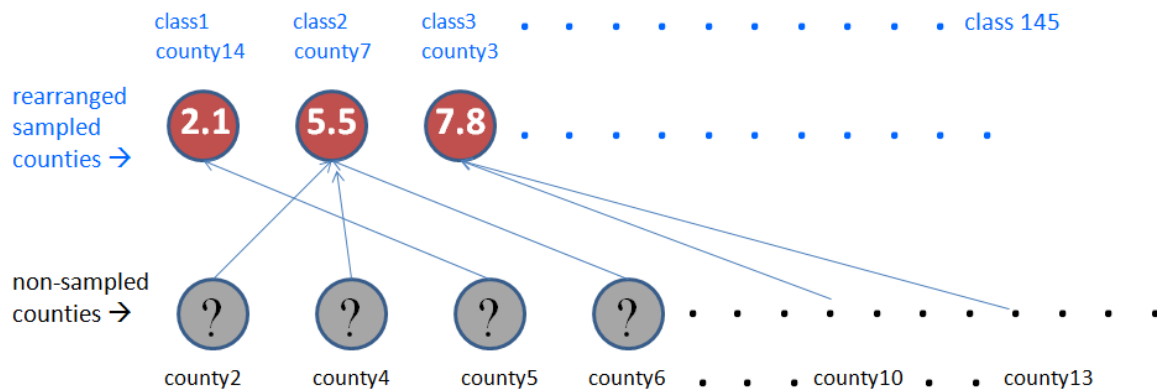 class1 class2 class3 class 145
county14 county7 county3
rearranged
sampled
counties →
2.1 5.5 7.8
non-sampled
counties →
? ? ? ?
county2 county4 county5 county6 county10 county13